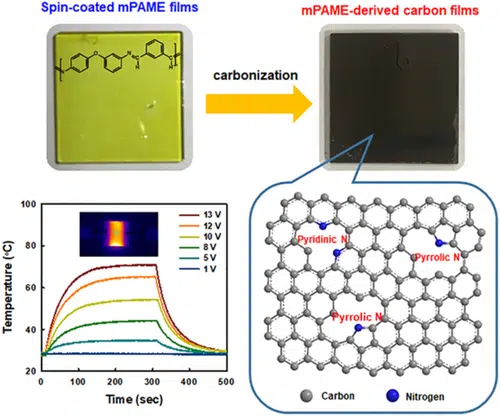 Spin-coated mPAME films
mPAME-derived carbon films
O
N
C
H
C
H
carbonization
100
80
60
40
20
Temperature (°C)
13 V
12 V
10 V
8 V
5 V
1 V
0 100 200 300 400 500
Time (sec)
Pyridinic N
Pyrrolic N
Pyrrolic N
Carbon
Nitrogen